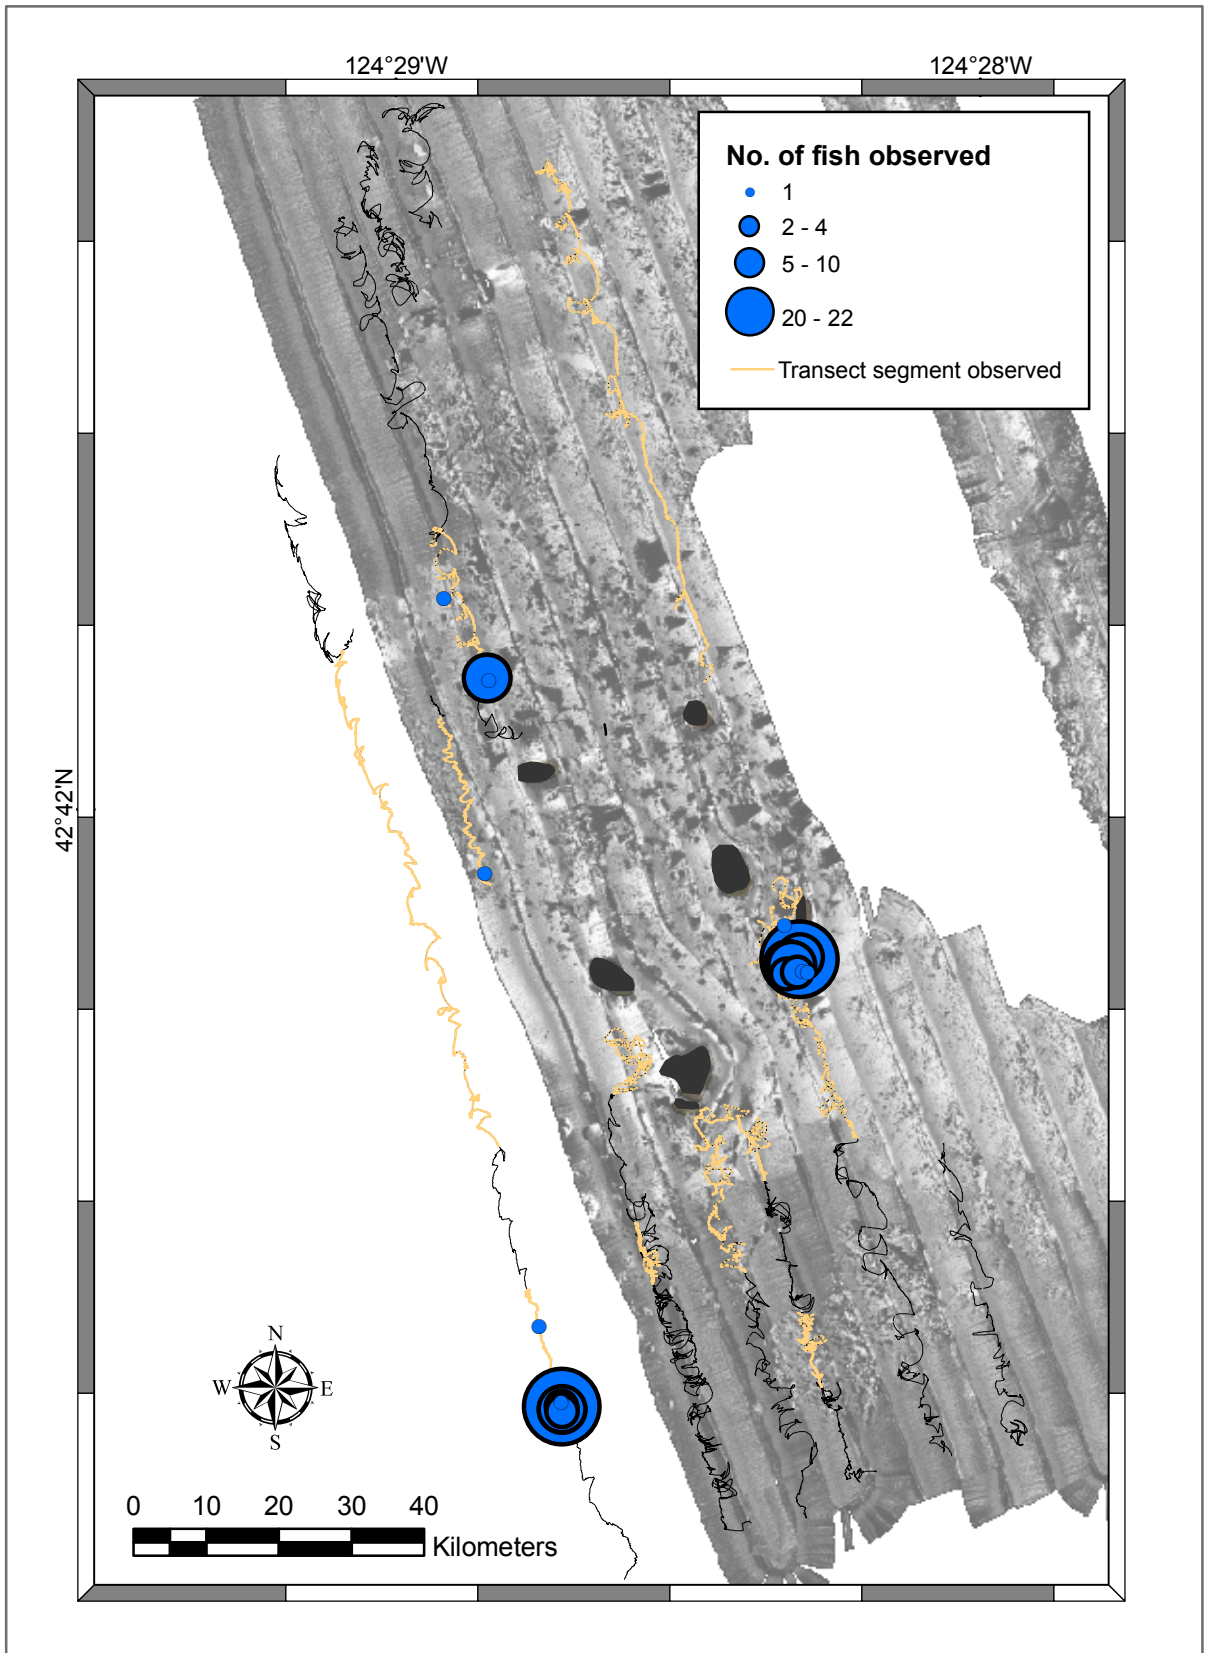 124°29'W 124°28'W
No. of fish observed
1
2 - 4
5 - 10
20 - 22
Transect segment observed
42°42'N
N
W E
S
0 10 20 30 40
Kilometers